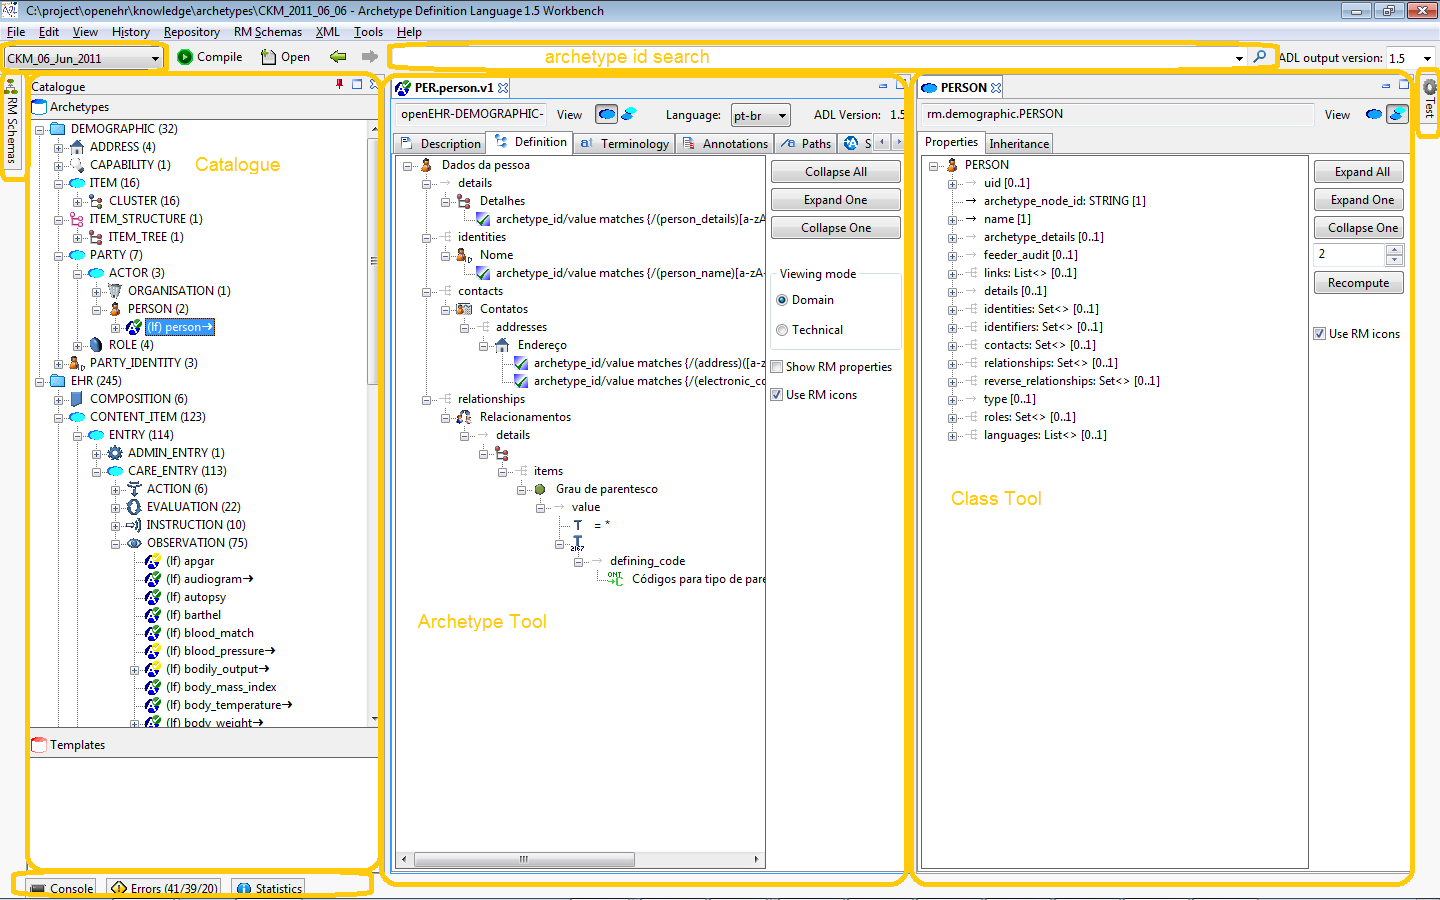 C:\project\openehr\knowledge\archetypes\CKM_2011_06_06 - Archetype Definition Language 1.5 Workbench
File Edit View History Repository RM Schemas XML Tools Help
CKM_06_Jun_2011 Compile Open archetype id search ADL output version: 1.5
RM Schemas
Catalogue
Archetypes
DEMOGRAPHIC (32)
ADDRESS (4)
CAPABILITY (1)
Catalogue
ITEM (16)
CLUSTER (16)
ITEM_STRUCTURE (1)
ITEM_TREE (1)
PARTY (7)
ACTOR (3)
ORGANISATION (1)
PERSON (2)
(lf) person→
ROLE (4)
PARTY_IDENTITY (3)
EHR (245)
COMPOSITION (6)
CONTENT_ITEM (123)
ENTRY (114)
ADMIN_ENTRY (1)
CARE_ENTRY (113)
ACTION (6)
EVALUATION (22)
INSTRUCTION (10)
OBSERVATION (75)
(lf) apgar
(lf) audiogram→
(lf) autopsy
(lf) barthel
(lf) blood_match
(lf) blood_pressure→
(lf) bodily_output→
(lf) body_mass_index
(lf) body_temperature→
(lf) body_weight→
Templates
PER.person.v1
openEHR-DEMOGRAPHIC- View Language: pt-br ADL Version: 1.5
Description Definition Terminology Annotations Paths S
Dados da pessoa
details
Detalhes
archetype_id/value matches {/(person_details)[a-zA
identities
Nome
archetype_id/value matches {/(person_name)[a-zA-
contacts
Contatos
addresses
Endereço
archetype_id/value matches {/(address)([a-z
archetype_id/value matches {/(electronic_co
relationships
Relacionamentos
details
items
Grau de parentesco
value
T = *
T
2167
defining_code
ONT C Códigos para tipo de pare
Archetype Tool
Collapse All
Expand One
Collapse One
Viewing mode
Domain
Technical
Show RM properties
Use RM icons
PERSON
rm.demographic.PERSON View
Properties Inheritance
PERSON
uid [0..1]
archetype_node_id: STRING [1]
name [1]
archetype_details [0..1]
feeder_audit [0..1]
links: List<> [0..1]
details [0..1]
identities: Set<> [0..1]
identifiers: Set<> [0..1]
contacts: Set<> [0..1]
relationships: Set<> [0..1]
reverse_relationships: Set<> [0..1]
type [0..1]
roles: Set<> [0..1]
languages: List<> [0..1]
Class Tool
Expand All
Expand One
Collapse One
2
Recompute
Use RM icons
Test
Console Errors (41/39/20) Statistics